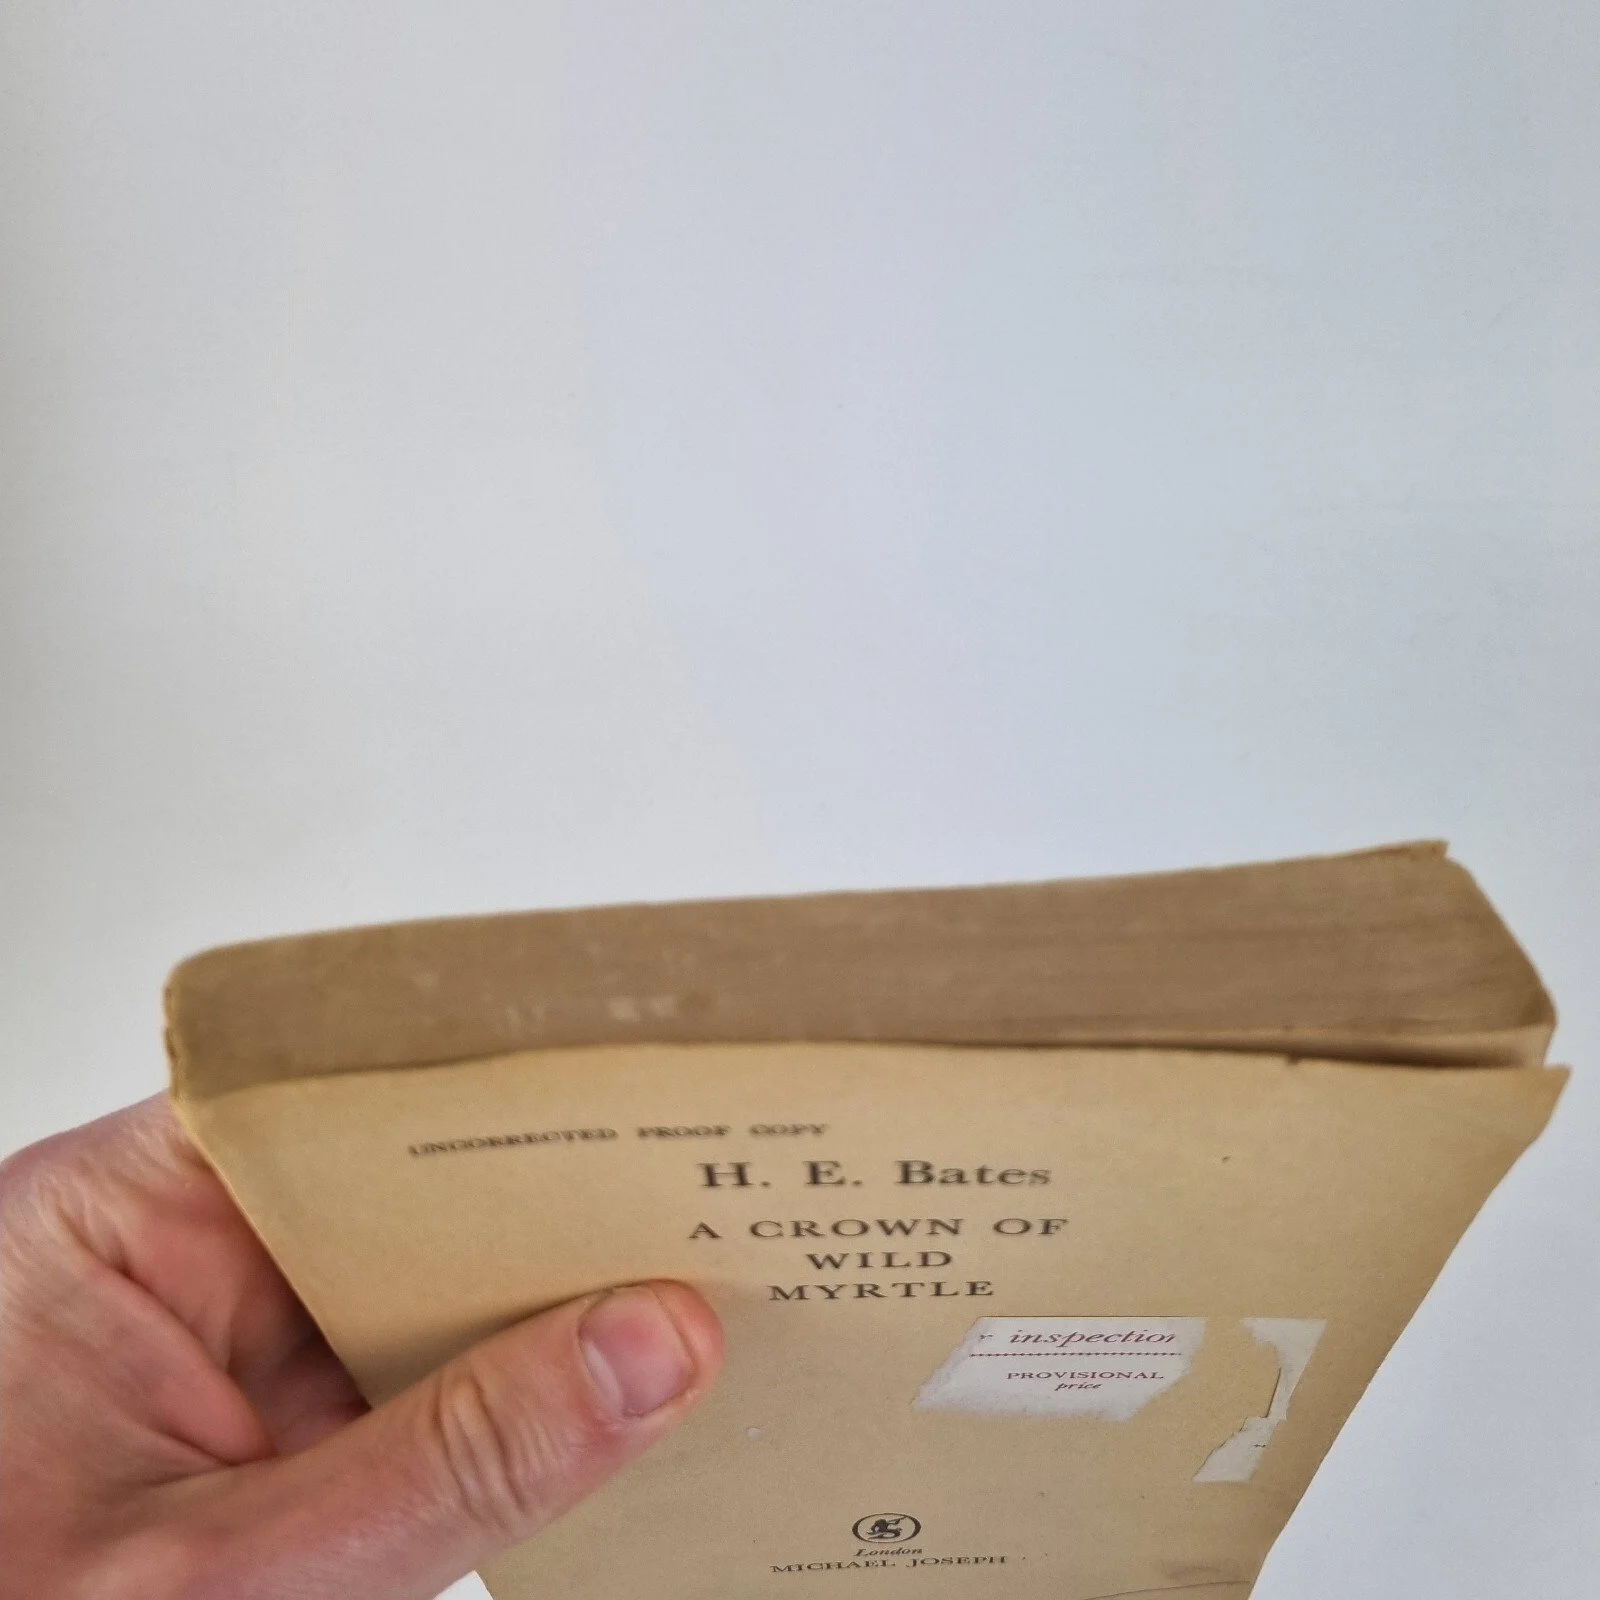 UNCORRECTED PROOF COPY
H. E. Bates
A CROWN OF
WILD
MYRTLE
r inspection
PROVISIONAL
price
London
MICHAEL JOSEPH